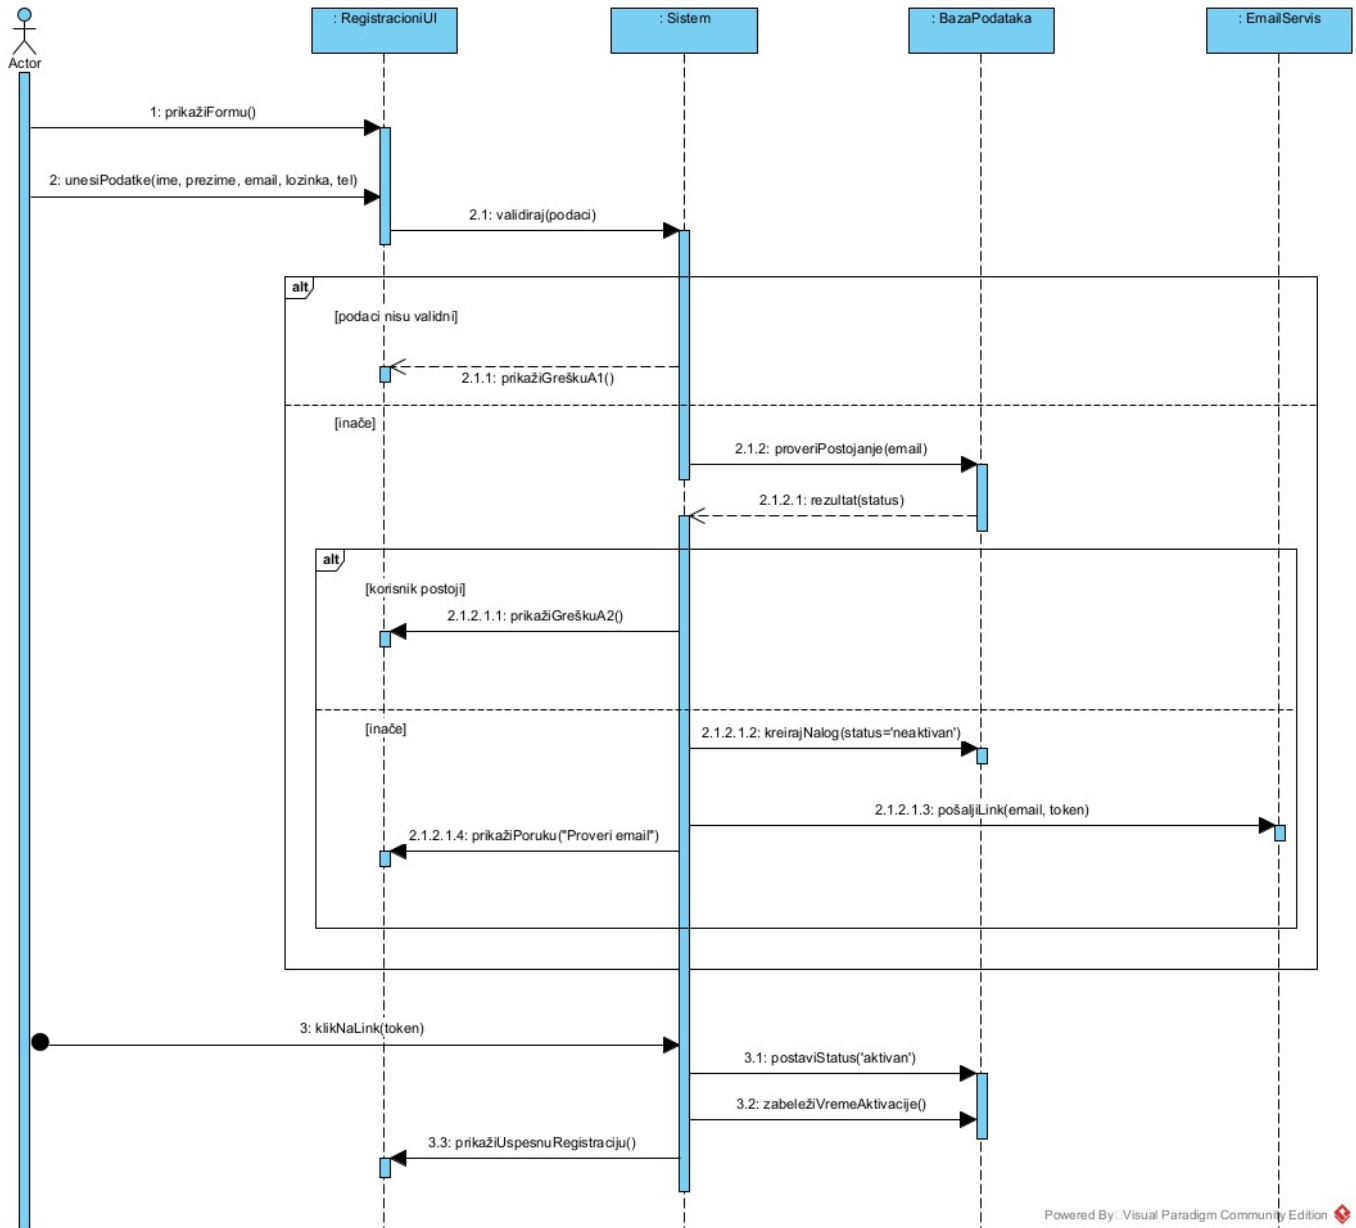 : RegistracioniUI
: Sistem
: BazaPodataka
: EmailServis
Actor
1: prikažiFormu()
2: unesiPodatke(ime, prezime, email, lozinka, tel)
2.1: validiraj(podaci)
alt
[podaci nisu validni]
2.1.1: prikažiGreškuA1()
[inače]
2.1.2: proveriPostojanje(email)
2.1.2.1: rezultat(status)
alt
[korisnik postoji]
2.1.2.1.1: prikažiGreškuA2()
[inače]
2.1.2.1.2: kreirajNalog(status='neaktivan')
2.1.2.1.3: pošaljiLink(email, token)
2.1.2.1.4: prikažiPoruku("Proveri email")
3: klikNaLink(token)
3.1: postaviStatus('aktivan')
3.2: zabeležiVremeAktivacije()
3.3: prikažiUspesnuRegistraciju()
Powered By Visual Paradigm Community Edition